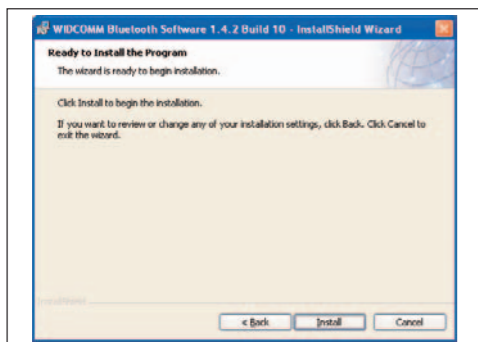 WIDCOMM Bluetooth Software 1.4.2 Build 10 - InstallShield Wizard
Ready to Install the Program
The wizard is ready to begin installation.
Click Install to begin the installation.
If you want to review or change any of your installation settings, click Back. Click Cancel to
exit the wizard.
InstallShield
< Back Install Cancel